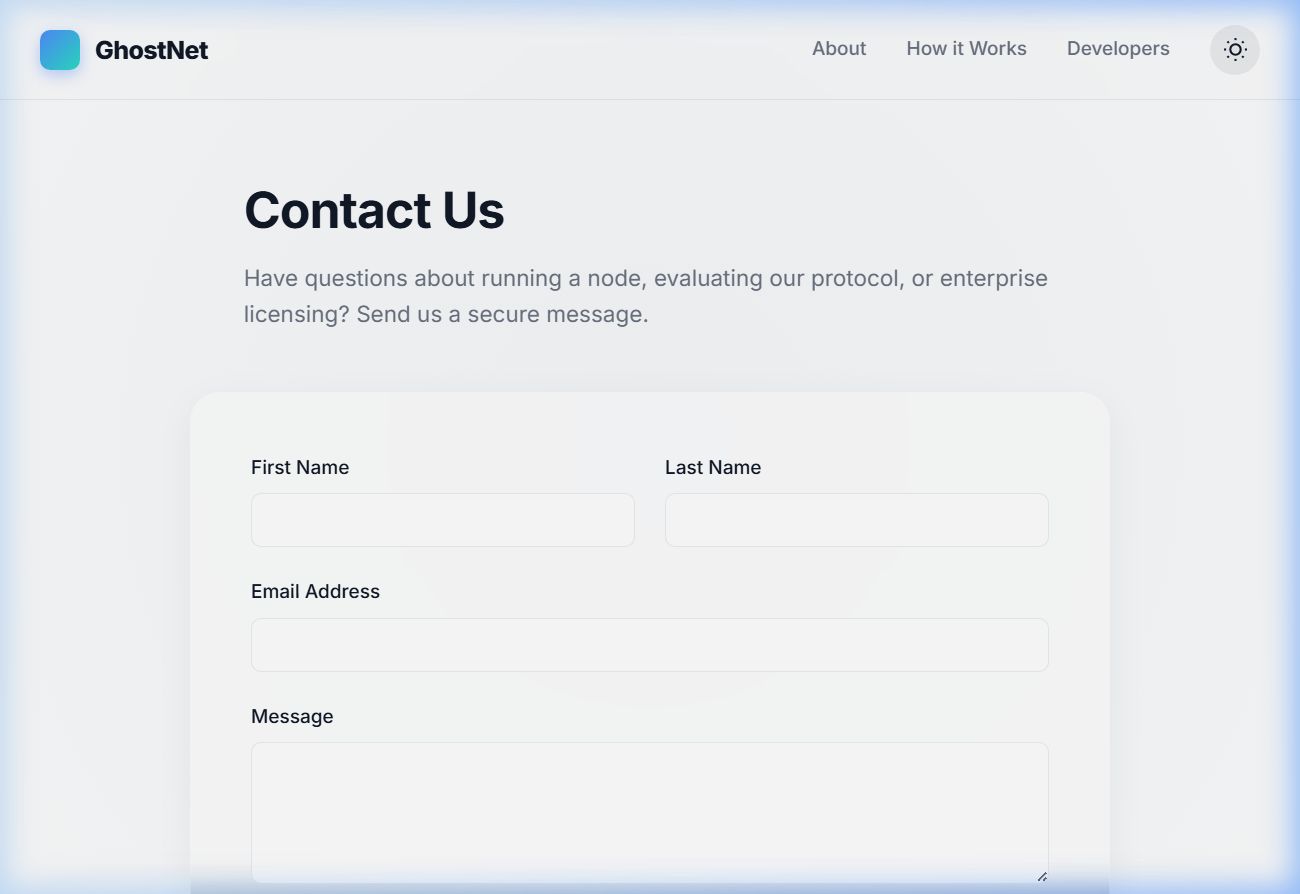 GhostNet
About
How it Works
Developers
Contact Us
Have questions about running a node, evaluating our protocol, or enterprise
licensing? Send us a secure message.
First Name
Last Name
Email Address
Message